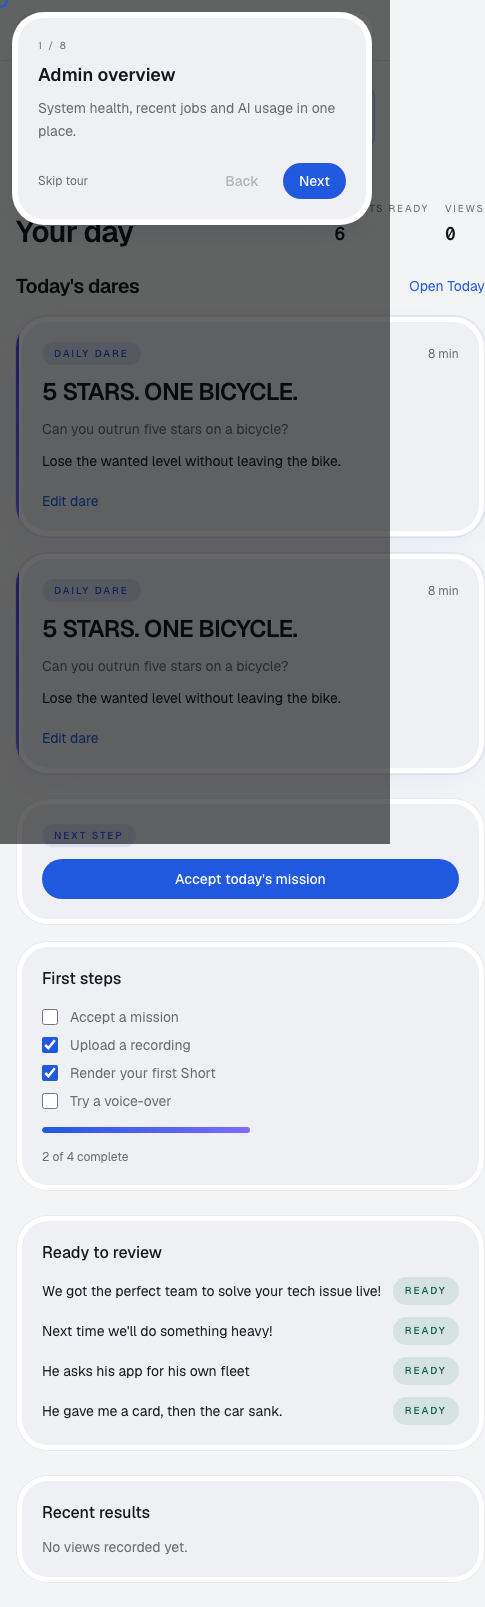 1 / 8
Admin overview
System health, recent jobs and AI usage in one
place.
Skip tour
Back
Next
READY
VIEWS
Your day
6
0
Today's dares
Open Today
DAILY DARE
8 min
5 STARS. ONE BICYCLE.
Can you outrun five stars on a bicycle?
Lose the wanted level without leaving the bike.
Edit dare
DAILY DARE
8 min
5 STARS. ONE BICYCLE.
Can you outrun five stars on a bicycle?
Lose the wanted level without leaving the bike.
Edit dare
NEXT STEP
Accept today's mission
First steps
Accept a mission
Upload a recording
Render your first Short
Try a voice-over
2 of 4 complete
Ready to review
We got the perfect team to solve your tech issue live!
READY
Next time we'll do something heavy!
READY
He asks his app for his own fleet
READY
He gave me a card, then the car sank.
READY
Recent results
No views recorded yet.